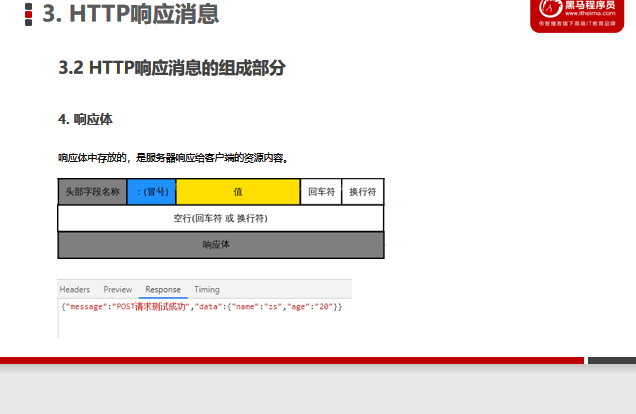 3. HTTP响应消息
黑马程序员
www.itheima.com
传智播客旗下高端IT教育品牌
3.2 HTTP响应消息的组成部分
4. 响应体
响应体中存放的，是服务器响应给客户端的资源内容。
头部字段名称 ：(冒号) 值 回车符 换行符
空行(回车符 或 换行符)
响应体
Headers Preview Response Timing
{"message":"POST请求测试成功","data":{"name":"zs","age":"20"}}